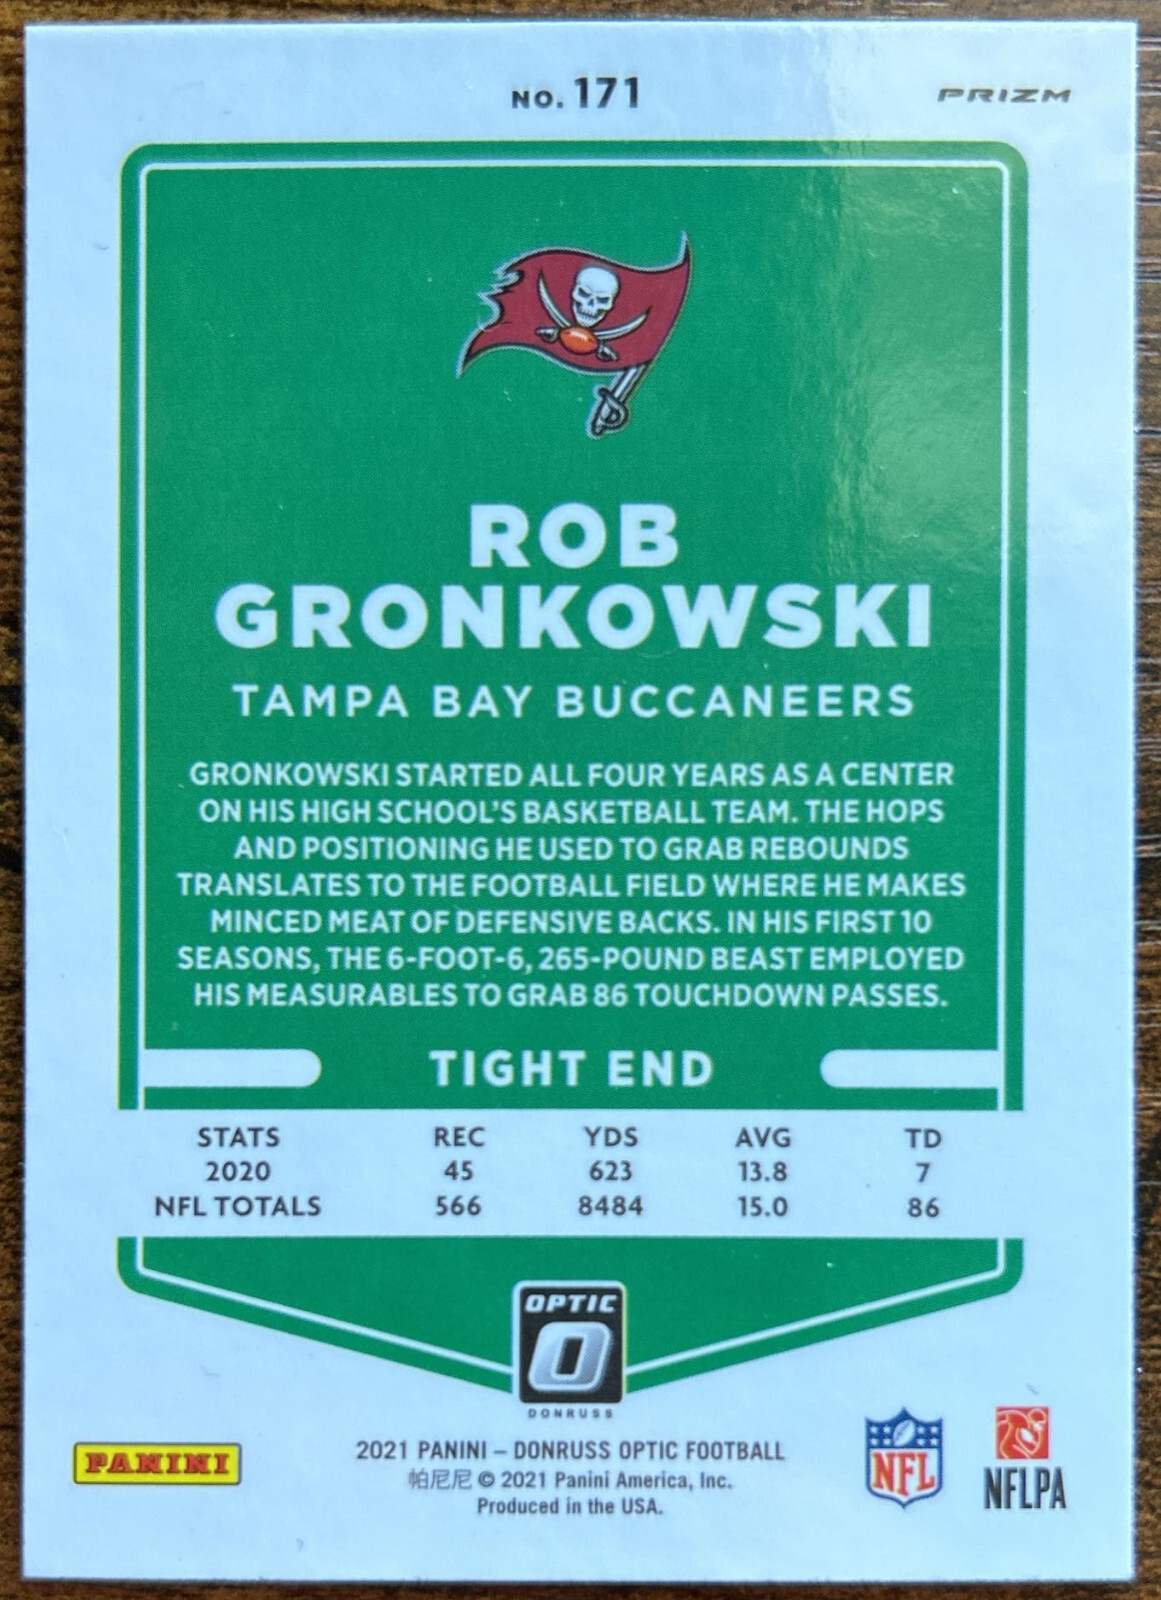 NO. 171
PRIZM
ROB
GRONKOWSKI
TAMPA BAY BUCCANEERS
GRONKOWSKI STARTED ALL FOUR YEARS AS A CENTER
ON HIS HIGH SCHOOL'S BASKETBALL TEAM. THE HOPS
AND POSITIONING HE USED TO GRAB REBOUNDS
TRANSLATES TO THE FOOTBALL FIELD WHERE HE MAKES
MINCED MEAT OF DEFENSIVE BACKS. IN HIS FIRST 10
SEASONS, THE 6-FOOT-6, 265-POUND BEAST EMPLOYED
HIS MEASURABLES TO GRAB 86 TOUCHDOWN PASSES.
TIGHT END
STATS REC YDS AVG TD
2020 45 623 13.8 7
NFL TOTALS 566 8484 15.0 86
OPTIC
O
DONRUSS
PANINI
2021 PANINI – DONRUSS OPTIC FOOTBALL
帕尼尼 © 2021 Panini America, Inc.
Produced in the USA.
NFL
NFLPA